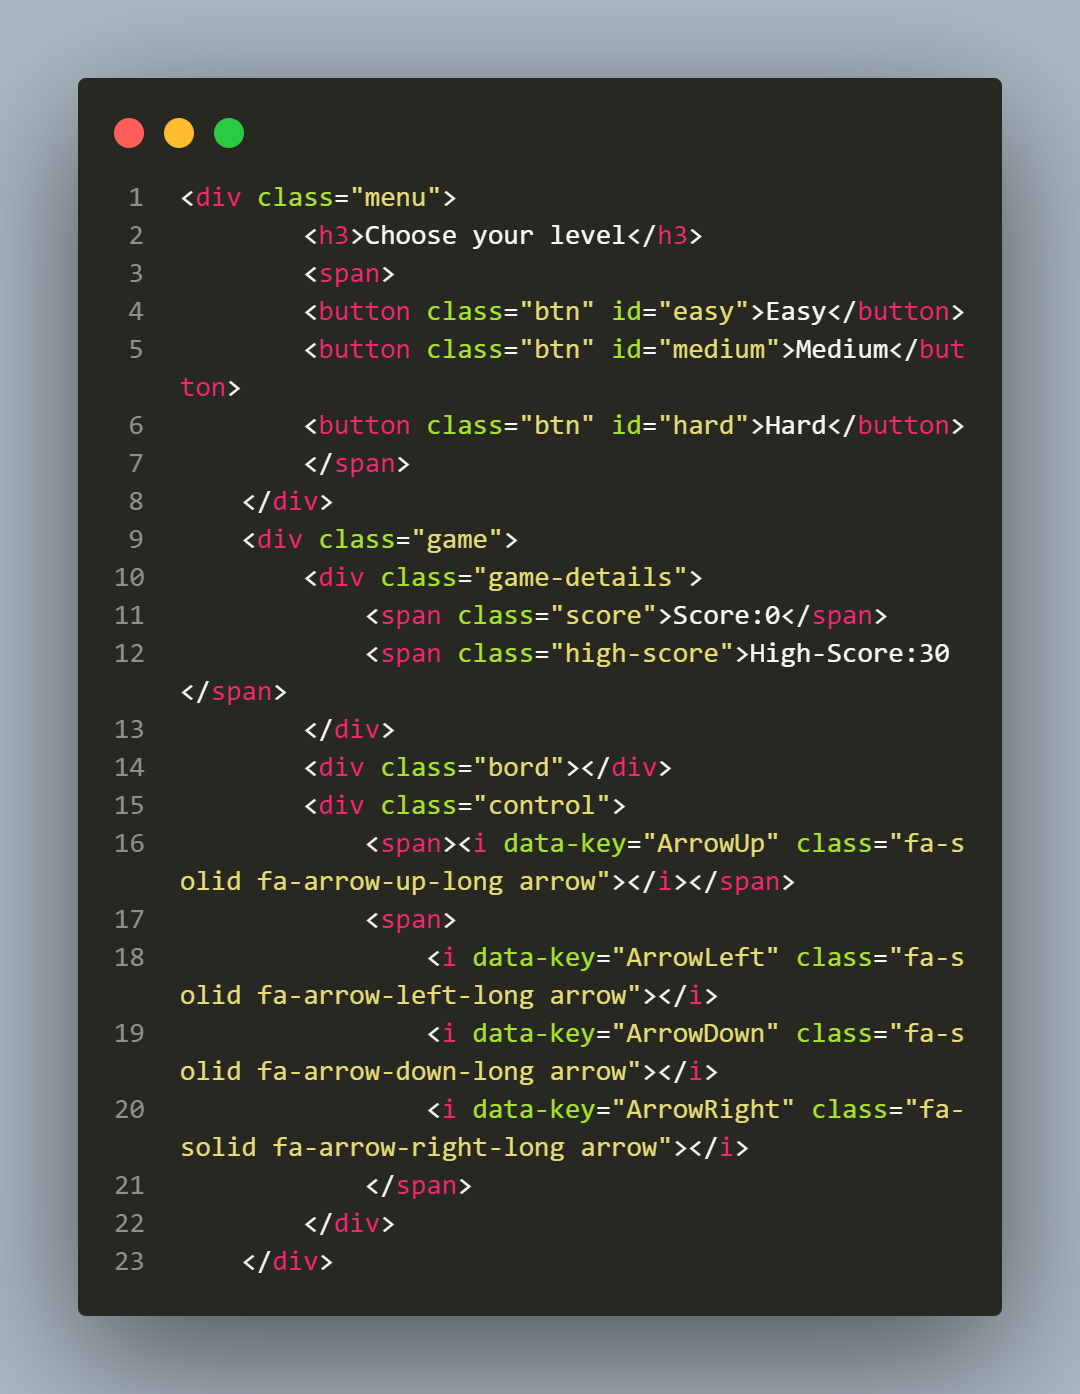 1 <div class="menu">
2         <h3>Choose your level</h3>
3         <span>
4         <button class="btn" id="easy">Easy</button>
5         <button class="btn" id="medium">Medium</but
ton>
6         <button class="btn" id="hard">Hard</button>
7         </span>
8     </div>
9     <div class="game">
10         <div class="game-details">
11             <span class="score">Score:0</span>
12             <span class="high-score">High-Score:30
</span>
13         </div>
14         <div class="bord"></div>
15         <div class="control">
16             <span><i data-key="ArrowUp" class="fa-s
olid fa-arrow-up-long arrow"></i></span>
17             <span>
18                 <i data-key="ArrowLeft" class="fa-s
olid fa-arrow-left-long arrow"></i>
19                 <i data-key="ArrowDown" class="fa-s
olid fa-arrow-down-long arrow"></i>
20                 <i data-key="ArrowRight" class="fa-
solid fa-arrow-right-long arrow"></i>
21             </span>
22         </div>
23     </div>